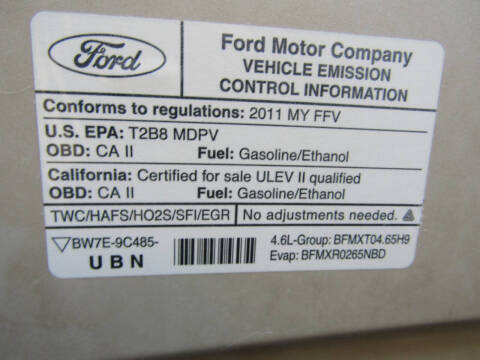 Ford
Ford Motor Company
VEHICLE EMISSION
CONTROL INFORMATION
Conforms to regulations: 2011 MY FFV
U.S. EPA: T2B8 MDPV
OBD: CA II Fuel: Gasoline/Ethanol
California: Certified for sale ULEV II qualified
OBD: CA II Fuel: Gasoline/Ethanol
TWC/HAFS/HO2S/SFI/EGR No adjustments needed.
BW7E-9C485-
UBN
4.6L-Group: BFMXT04.65H9
Evap: BFMXR0265NBD